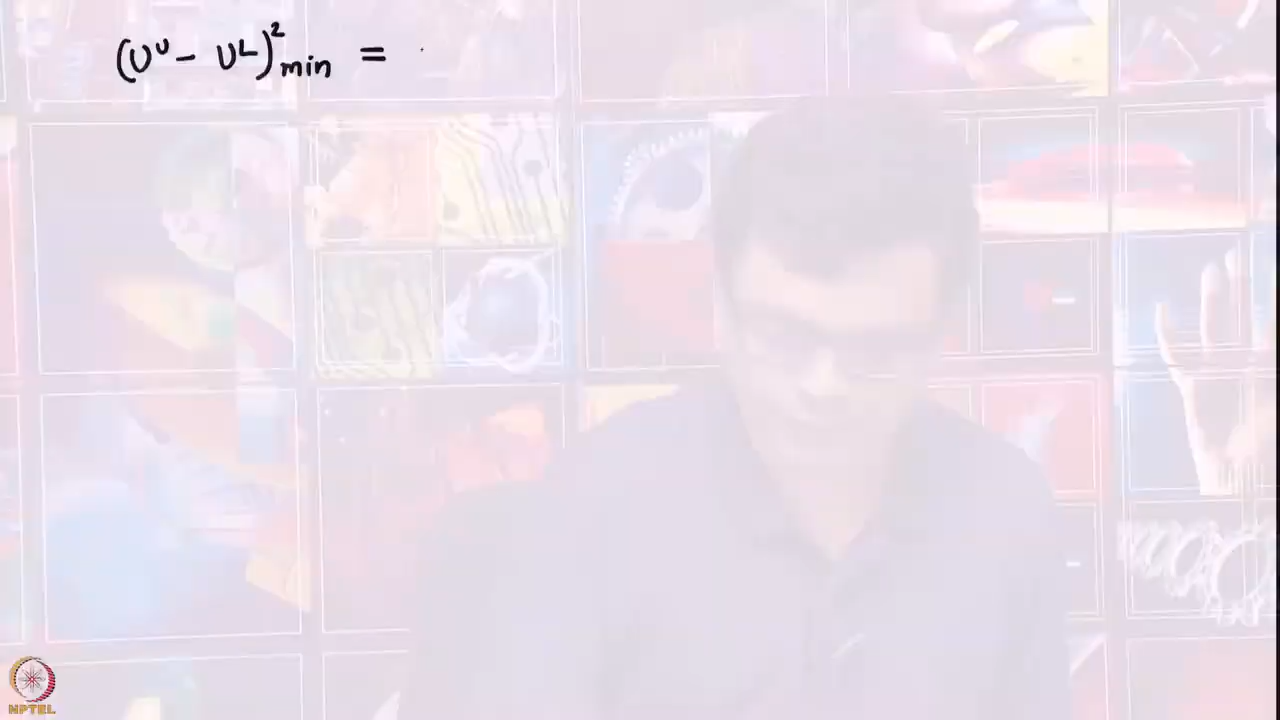 (U^U - U^L)^2_min =
NPTEL